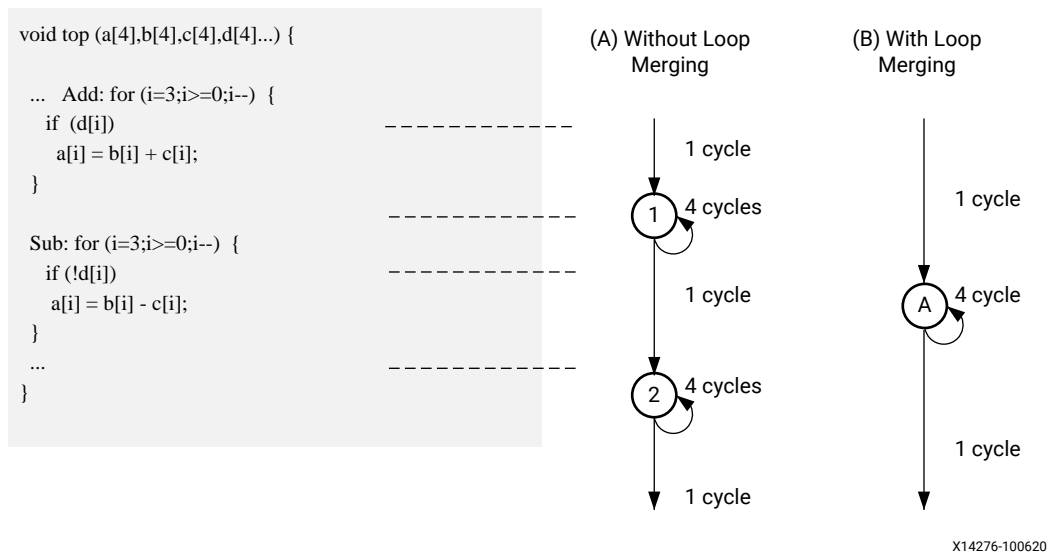 void top (a[4],b[4],c[4],d[4]...) {
... Add: for (i=3;i>=0;i--) {
if (d[i])
a[i] = b[i] + c[i];
}
Sub: for (i=3;i>=0;i--) {
if (!d[i])
a[i] = b[i] - c[i];
}
...
}
(A) Without Loop
Merging
1 cycle
1
4 cycles
1 cycle
2
4 cycles
1 cycle
(B) With Loop
Merging
1 cycle
A
4 cycle
1 cycle
X14276-100620